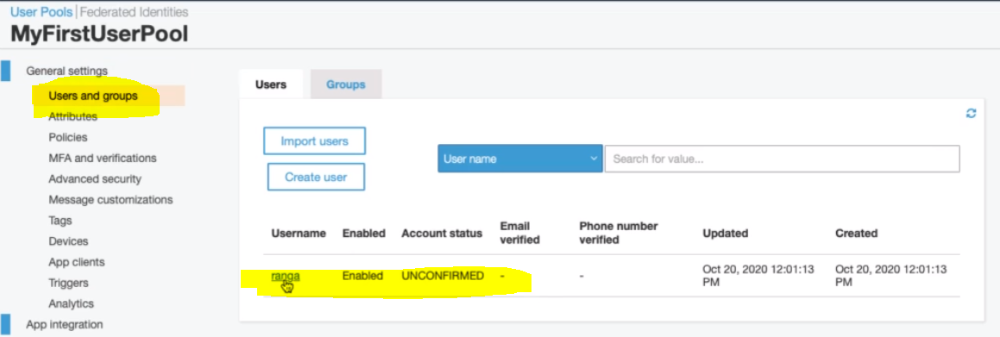 User Pools | Federated Identities
MyFirstUserPool
General settings
Users and groups
Attributes
Policies
MFA and verifications
Advanced security
Message customizations
Tags
Devices
App clients
Triggers
Analytics
App integration
Users Groups
Import users
Create user
User name Search for value...
Username Enabled Account status Email verified Phone number verified Updated Created
ranga Enabled UNCONFIRMED - - Oct 20, 2020 12:01:13 PM Oct 20, 2020 12:01:13 PM